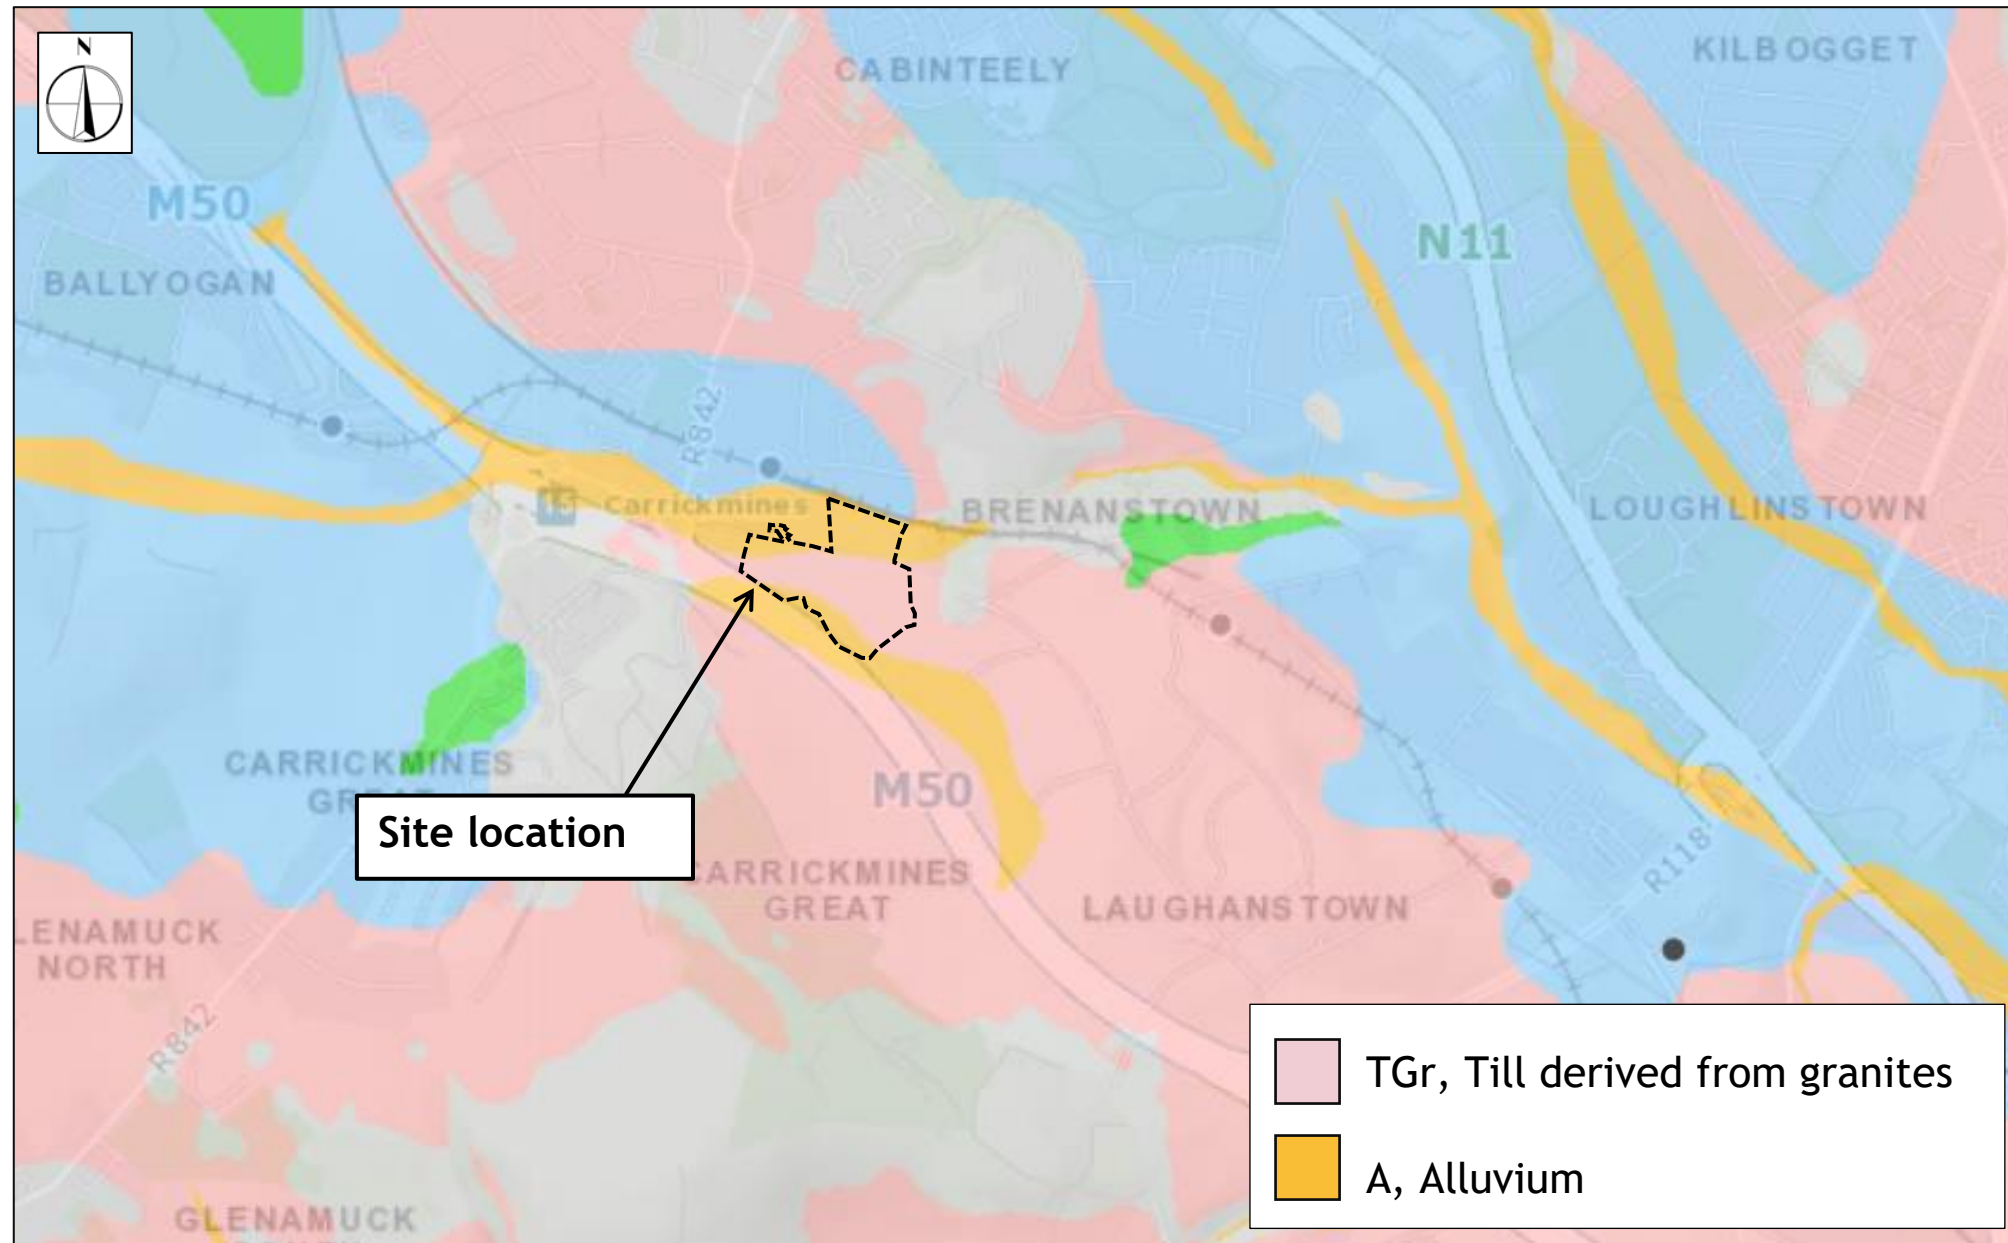 N
CABINTEELY
KILBOGGET
M50
N11
BALLYOGAN
R842
Carrickmines
BRENANSTOWN
LOUGHLINSTOWN
CARRICKMINES
M50
Site location
R118
CARRICKMINES
GREAT
LAUGHANSTOWN
LENAMUCK
NORTH
R842
TGr, Till derived from granites
A, Alluvium
GLENAMUCK